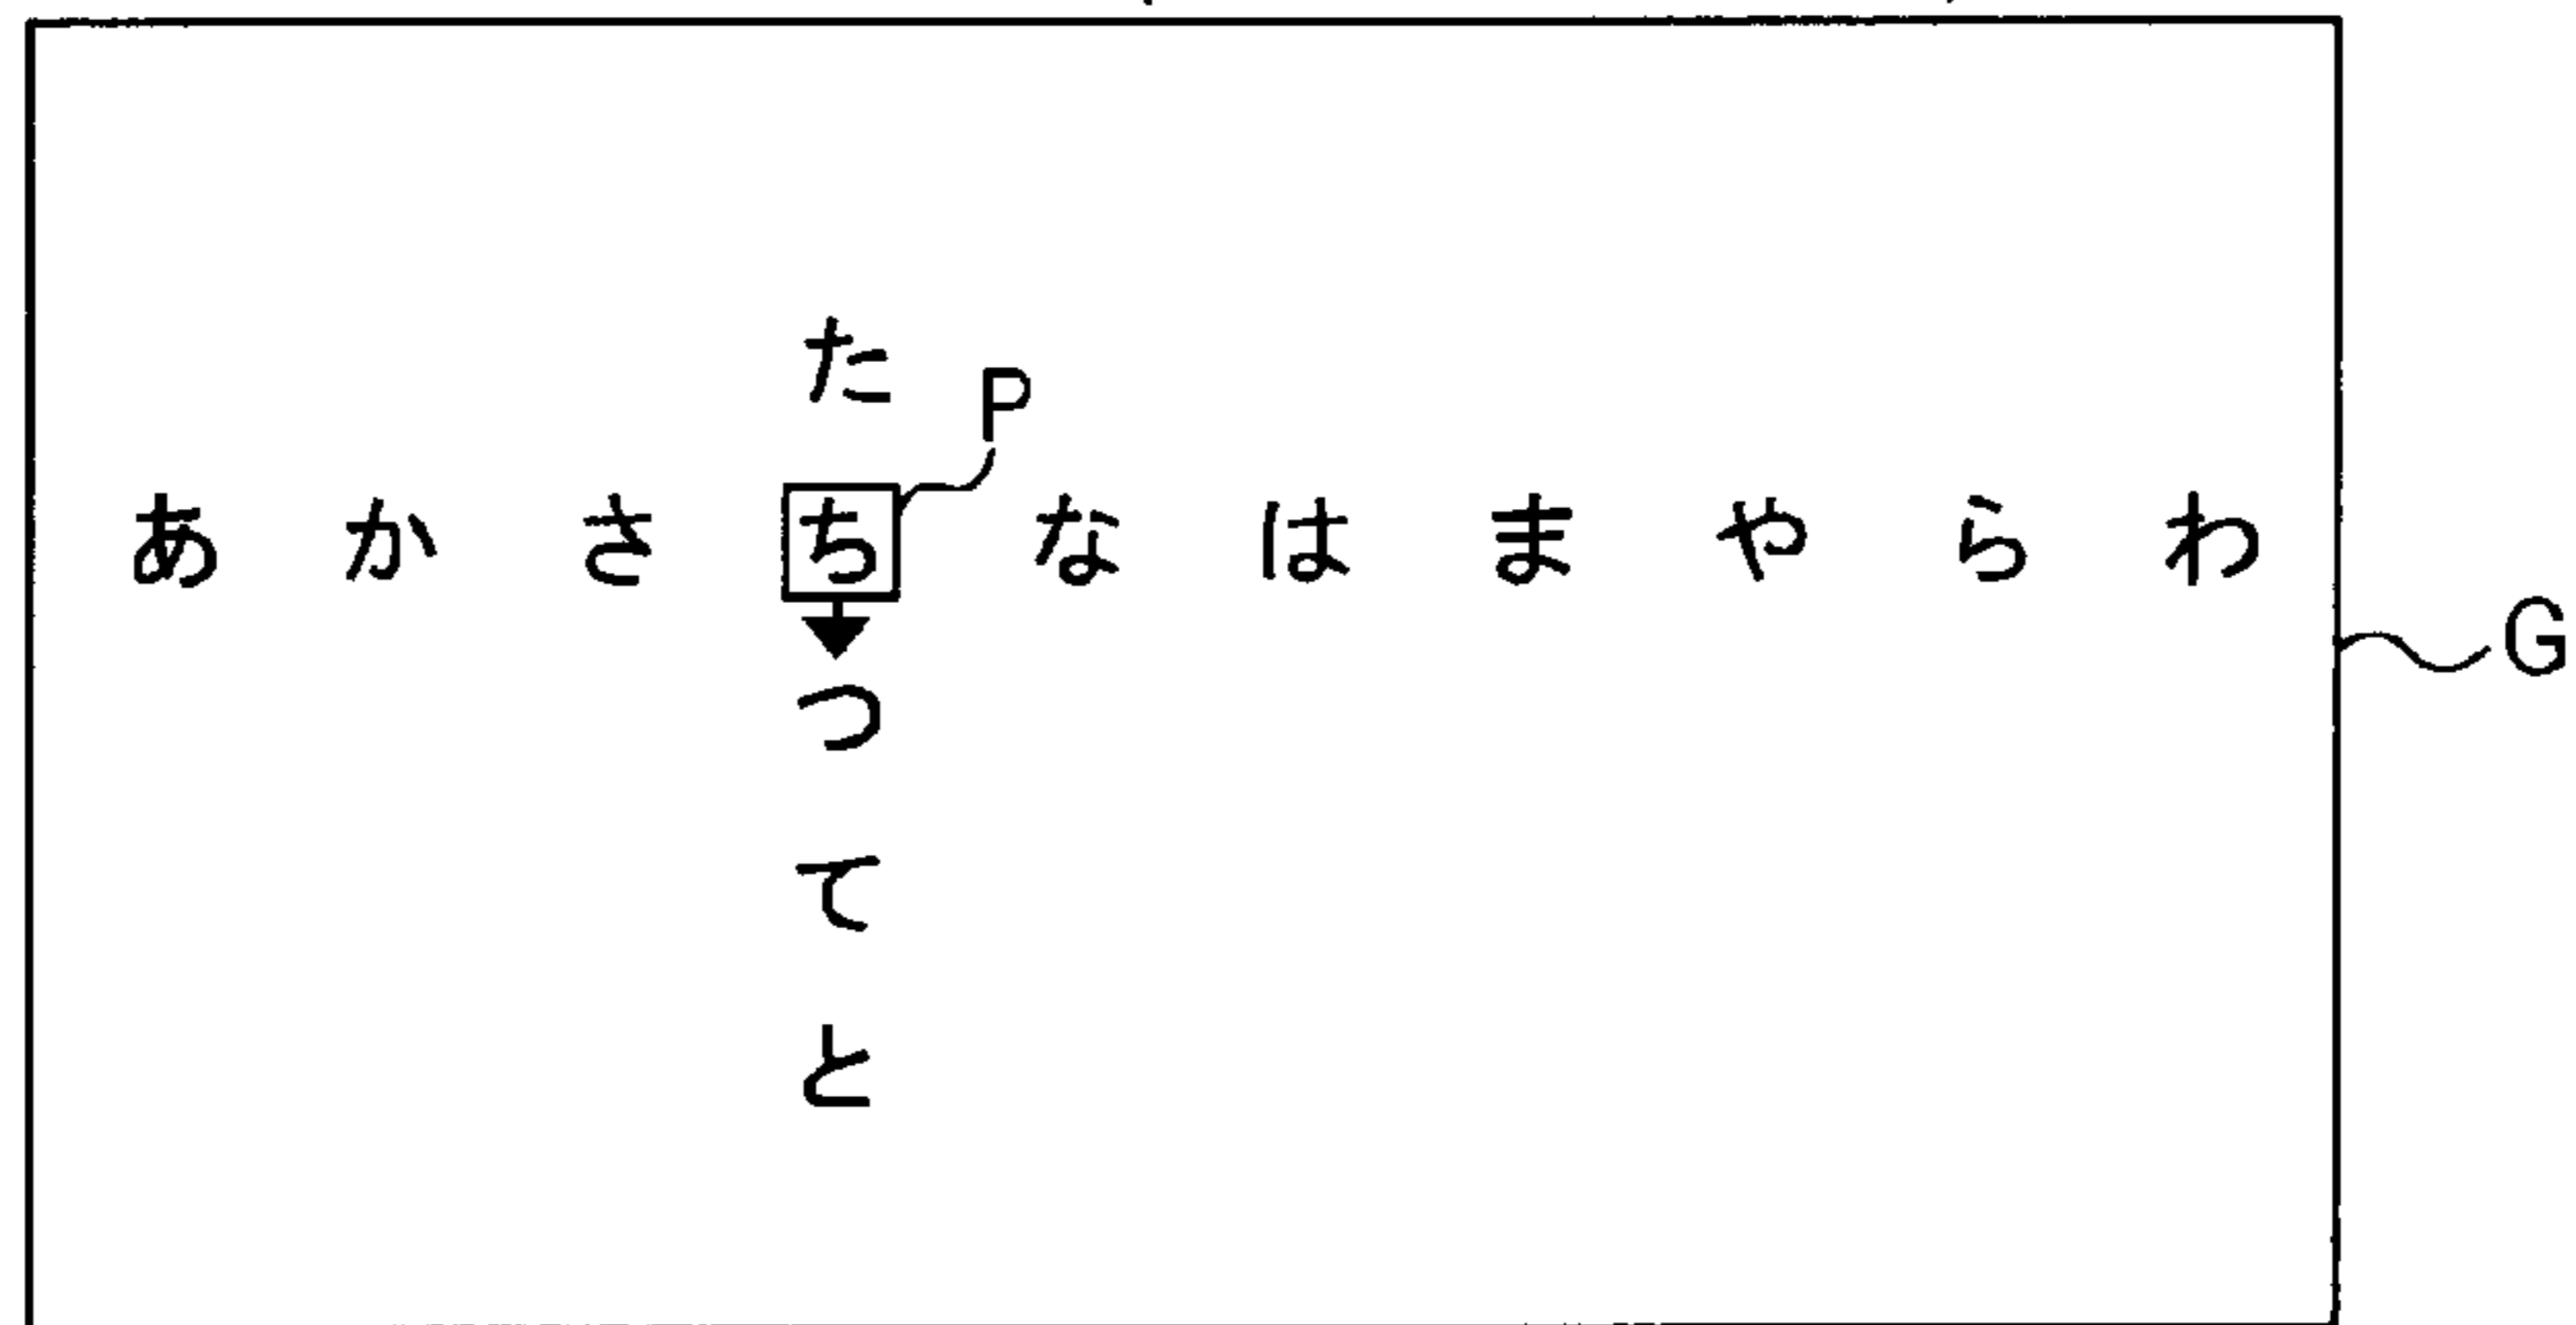 た
P
あ か さ ち な は ま や ら わ
G
つ
て
と